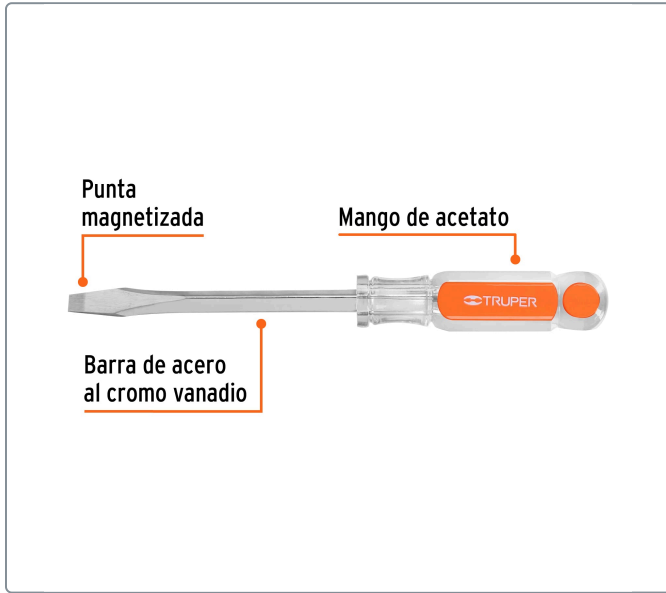 Punta
magnetizada
Mango de acetato
TRUPER
Barra de acero
al cromo vanadio